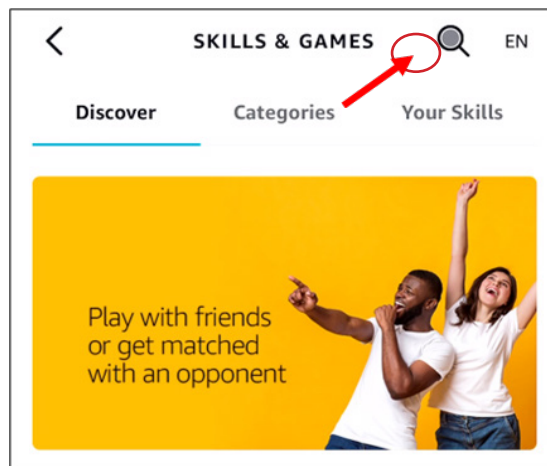 SKILLS & GAMES EN
Discover Categories Your Skills
Play with friends
or get matched
with an opponent